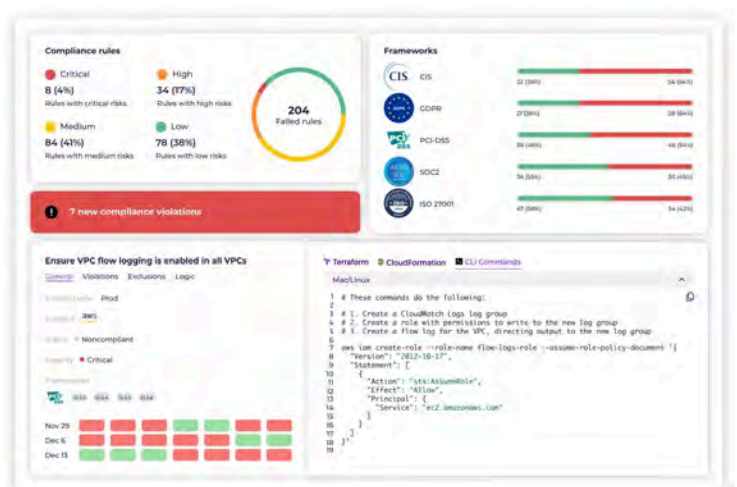 Compliance rules
Critical
8 (4%)
Rules with critical risks
High
34 (17%)
Rules with high risks
Medium
84 (41%)
Rules with medium risks
Low
78 (38%)
Rules with low risks
204
Failed rules
Frameworks
CIS CIS
GDPR
PCI DSS PCI-DSS
SOC2
ISO ISO 27001
7 new compliance violations
Ensure VPC flow logging is enabled in all VPCs
General Violations Exclusions Logic
Prod
aws
Noncompliant
Critical
PCI
Nov 29
Dec 6
Dec 13
Terraform CloudFormation CLI Commands
Mac/Linux
1 # These commands do the following:
2
3 # 1. Create a CloudWatch Logs log group
4 # 2. Create a role with permissions to write to the new log group
5 # 3. Create a flow log for the VPC, directing output to the new log group
6
7 aws iam create-role --role-name flow-logs-role --assume-role-policy-document '{
8 "Version": "2012-10-17",
9 "Statement": [
10 {
11 "Action": "sts:AssumeRole",
12 "Effect": "Allow",
13 "Principal": {
14 "Service": "ec2.amazonaws.com"
15 }
16 }
17 ]
18 }'
19